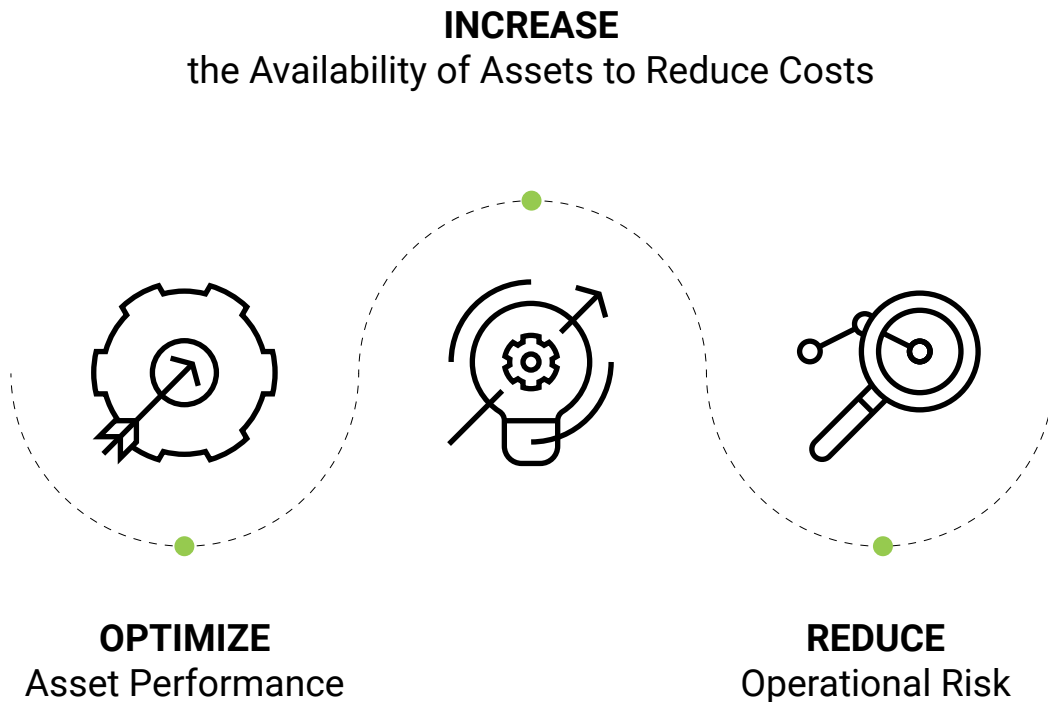 INCREASE
the Availability of Assets to Reduce Costs
OPTIMIZE
Asset Performance
REDUCE
Operational Risk